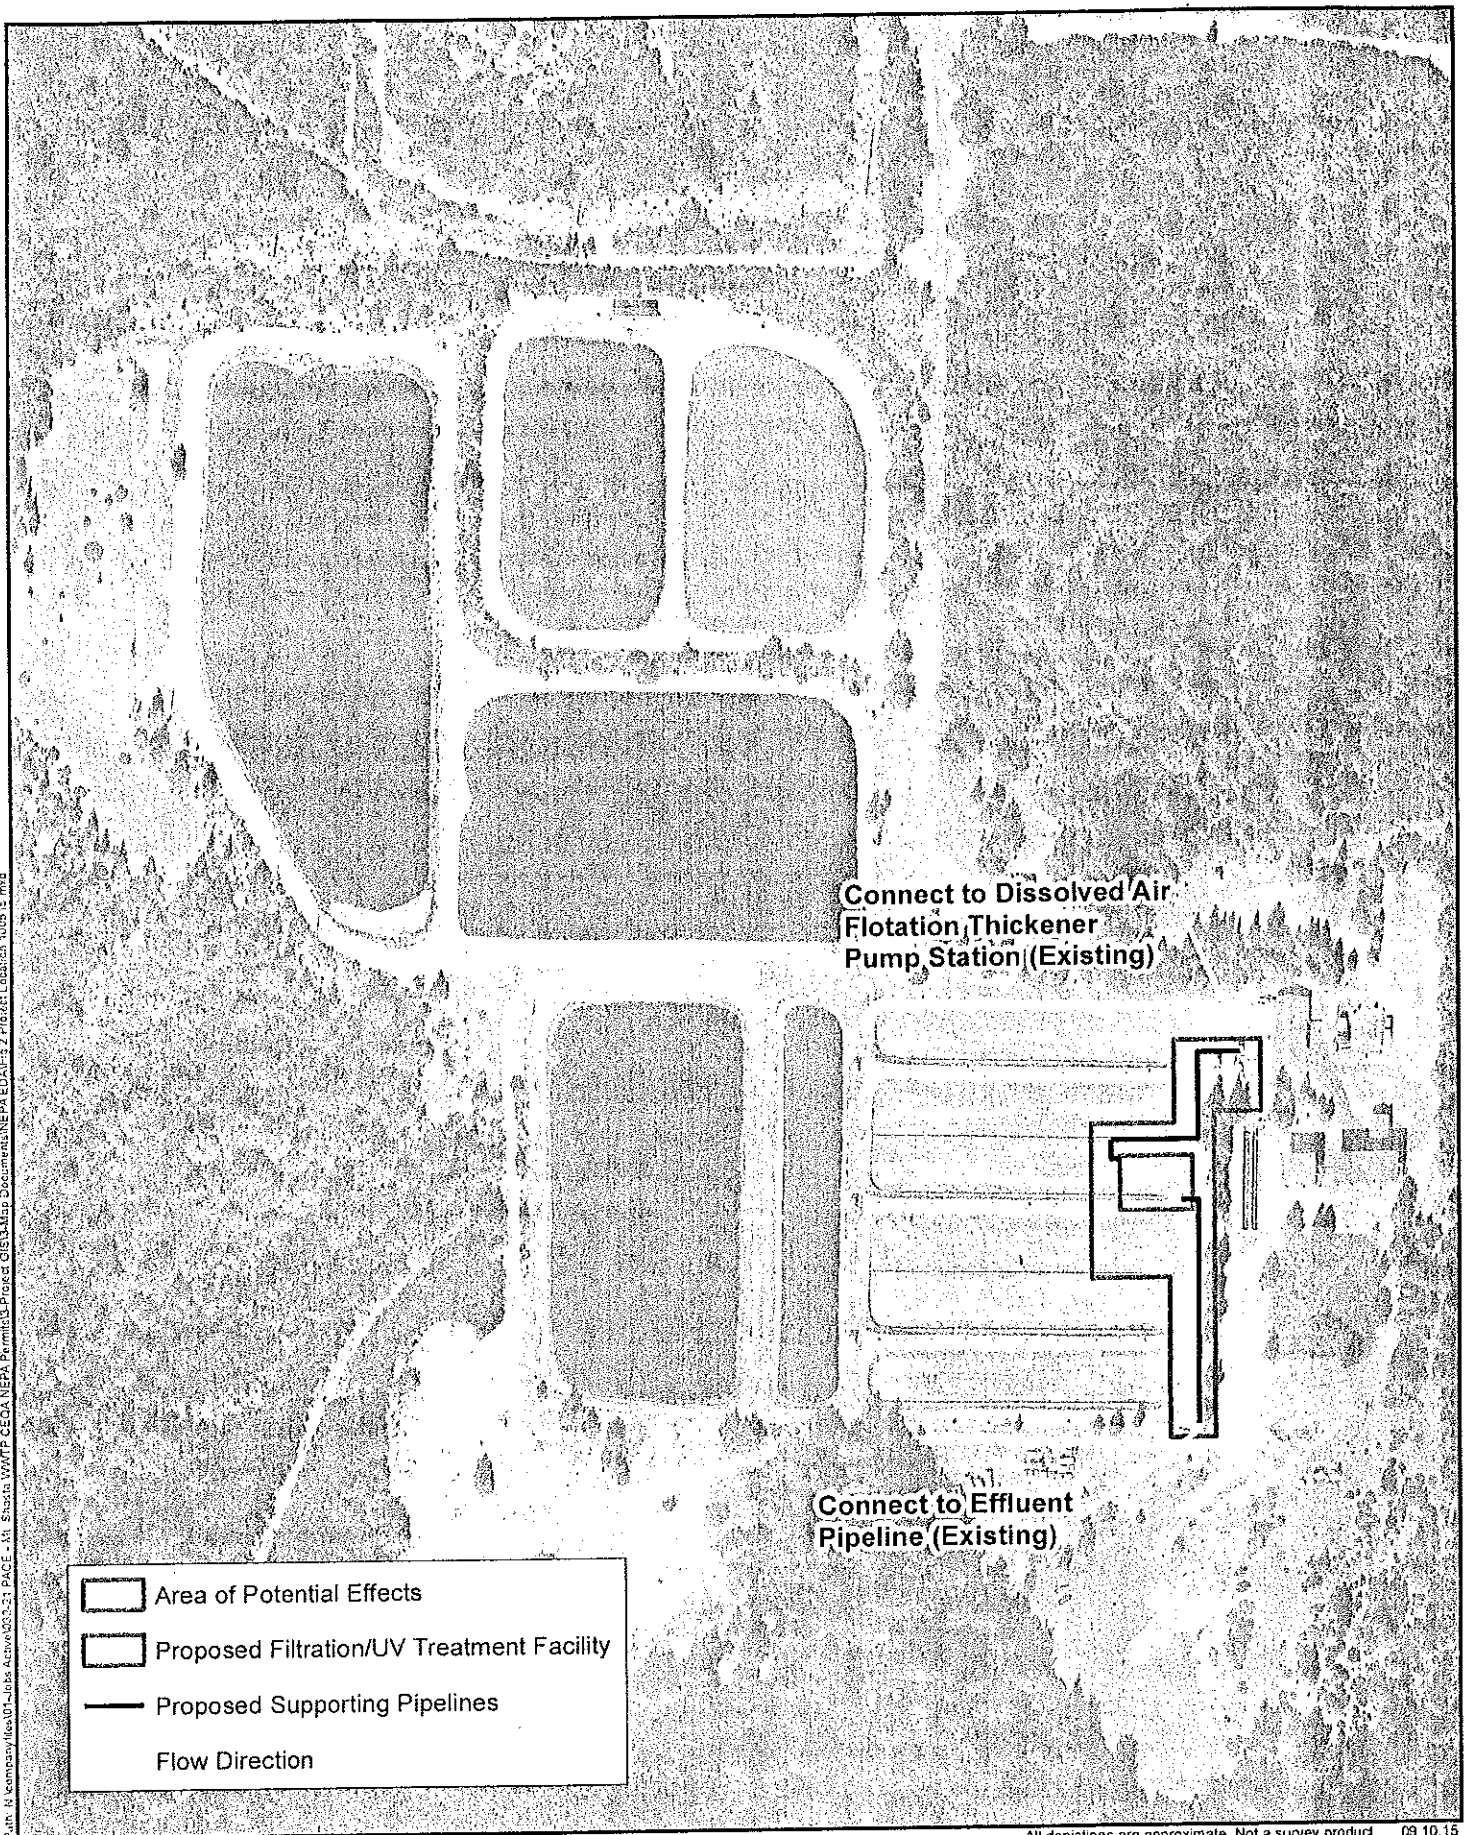 Connect to Dissolved Air
Flotation Thickener
Pump Station (Existing)
Connect to Effluent
Pipeline (Existing)
Area of Potential Effects
Proposed Filtration/UV Treatment Facility
Proposed Supporting Pipelines
Flow Direction
All depictions are approximate. Not a survey product. 09.10.15